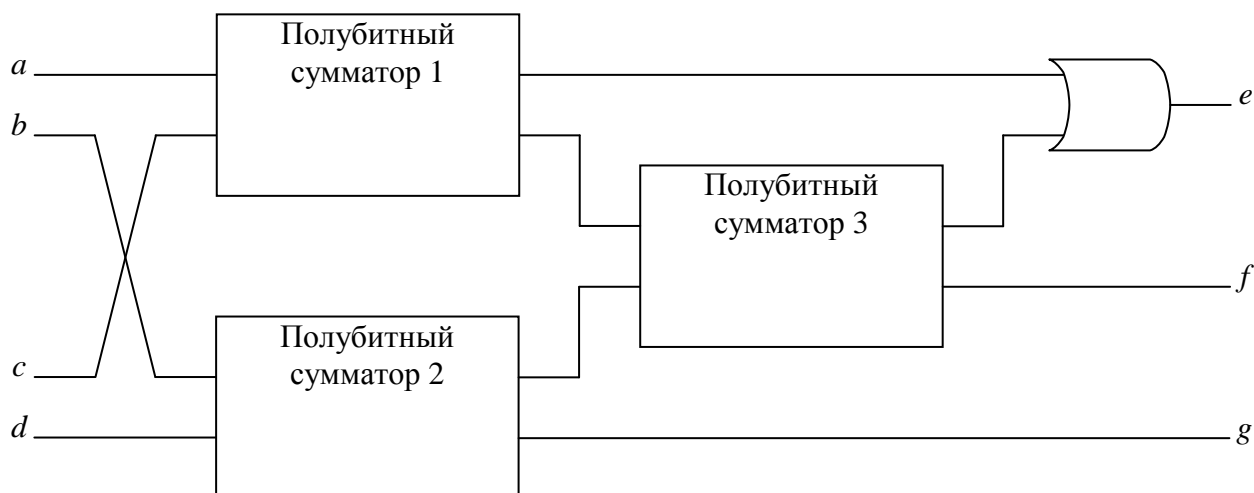 Полубитный
сумматор 1
a
b
e
Полубитный
сумматор 3
f
Полубитный
сумматор 2
c
d
g